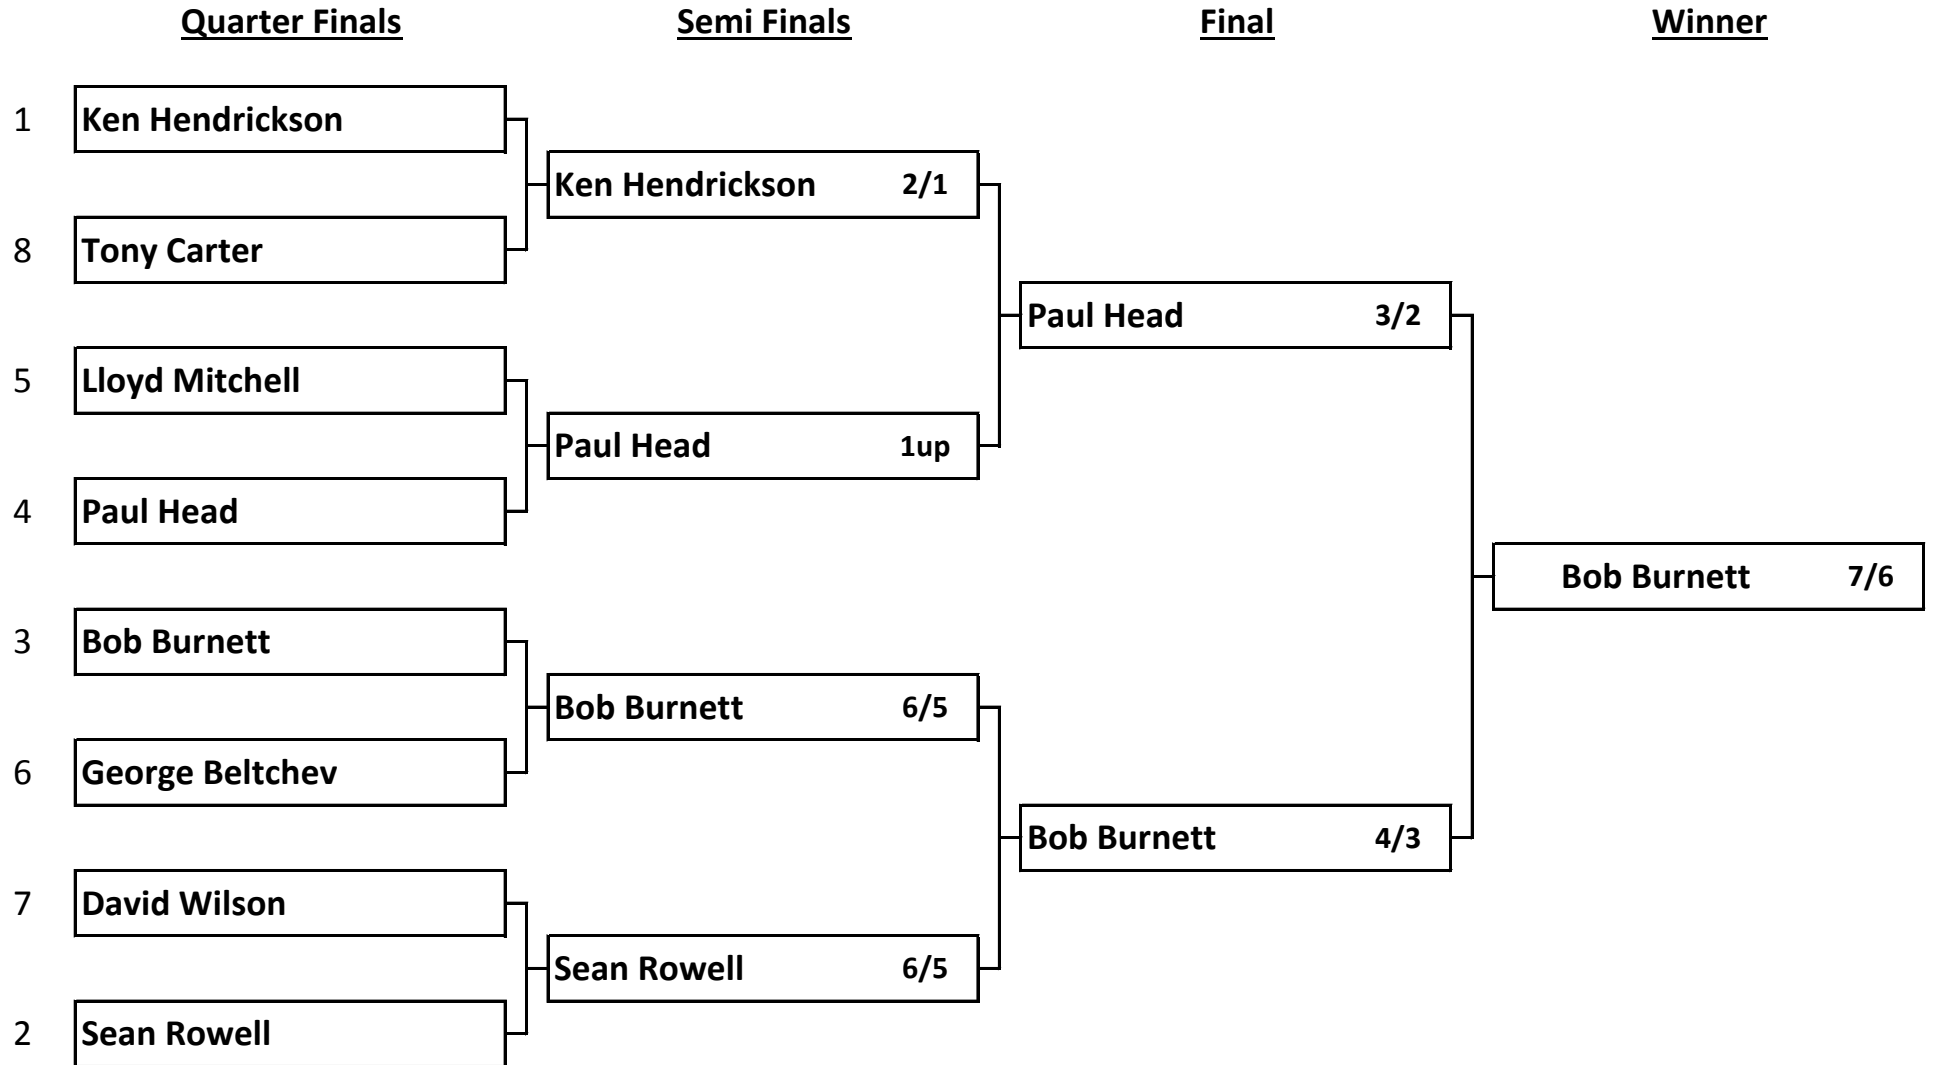 Quarter Finals Semi Finals Final Winner
1 Ken Hendrickson
Ken Hendrickson 2/1
8 Tony Carter
Paul Head 3/2
5 Lloyd Mitchell
Paul Head 1up
4 Paul Head
Bob Burnett 7/6
3 Bob Burnett
Bob Burnett 6/5
6 George Beltchev
Bob Burnett 4/3
7 David Wilson
Sean Rowell 6/5
2 Sean Rowell